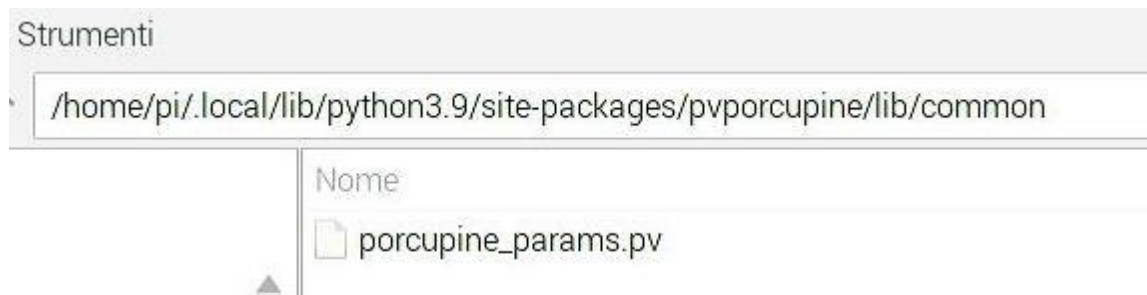 Strumenti
/home/pi/.local/lib/python3.9/site-packages/pvporcupine/lib/common
Nome
porcupine_params.pv